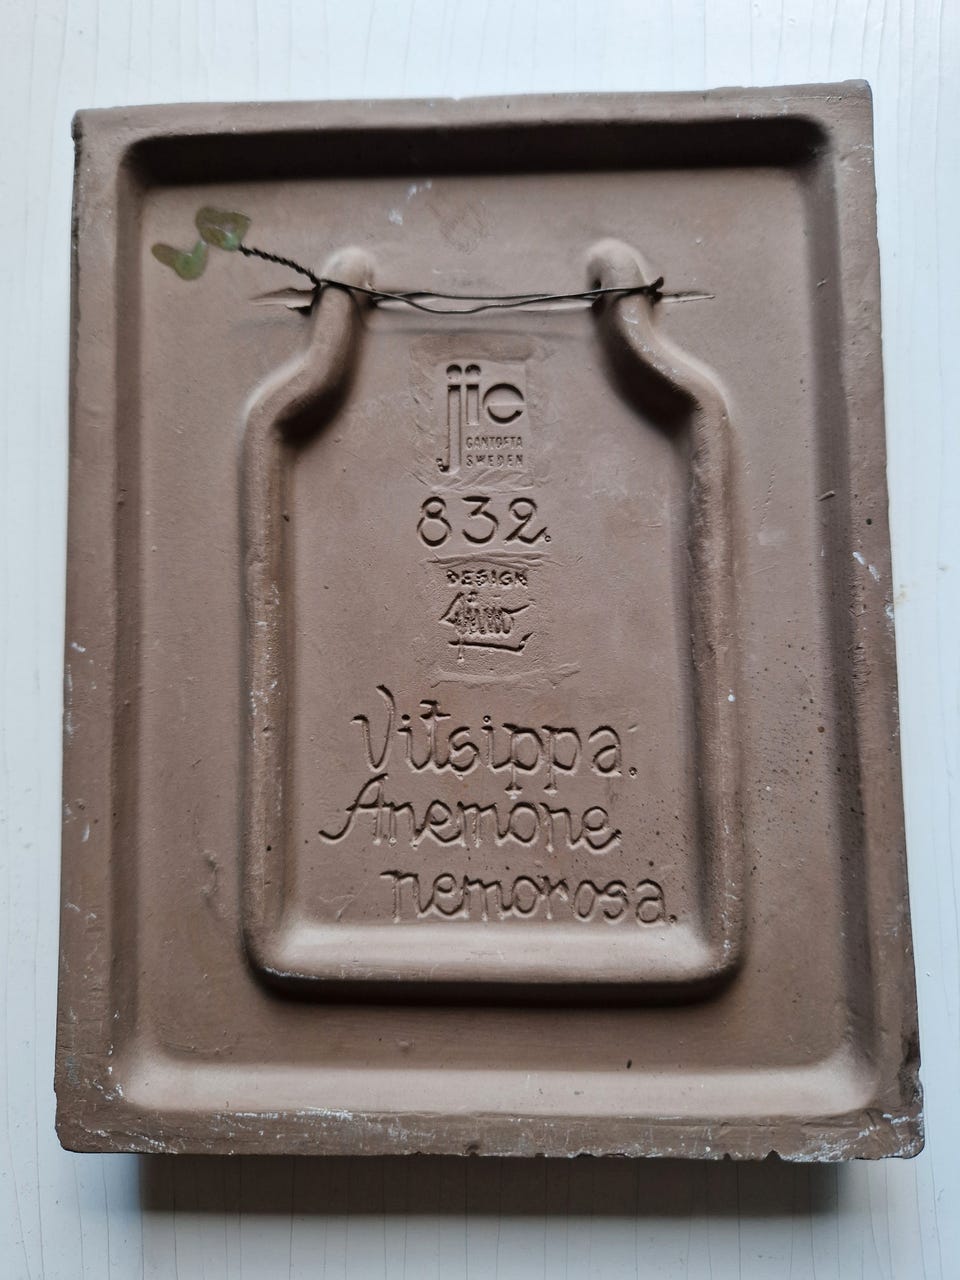 jie
GANTOFTA
SWEDEN
832.
DESIGN
Vitsippa.
Anemone
nemorosa.